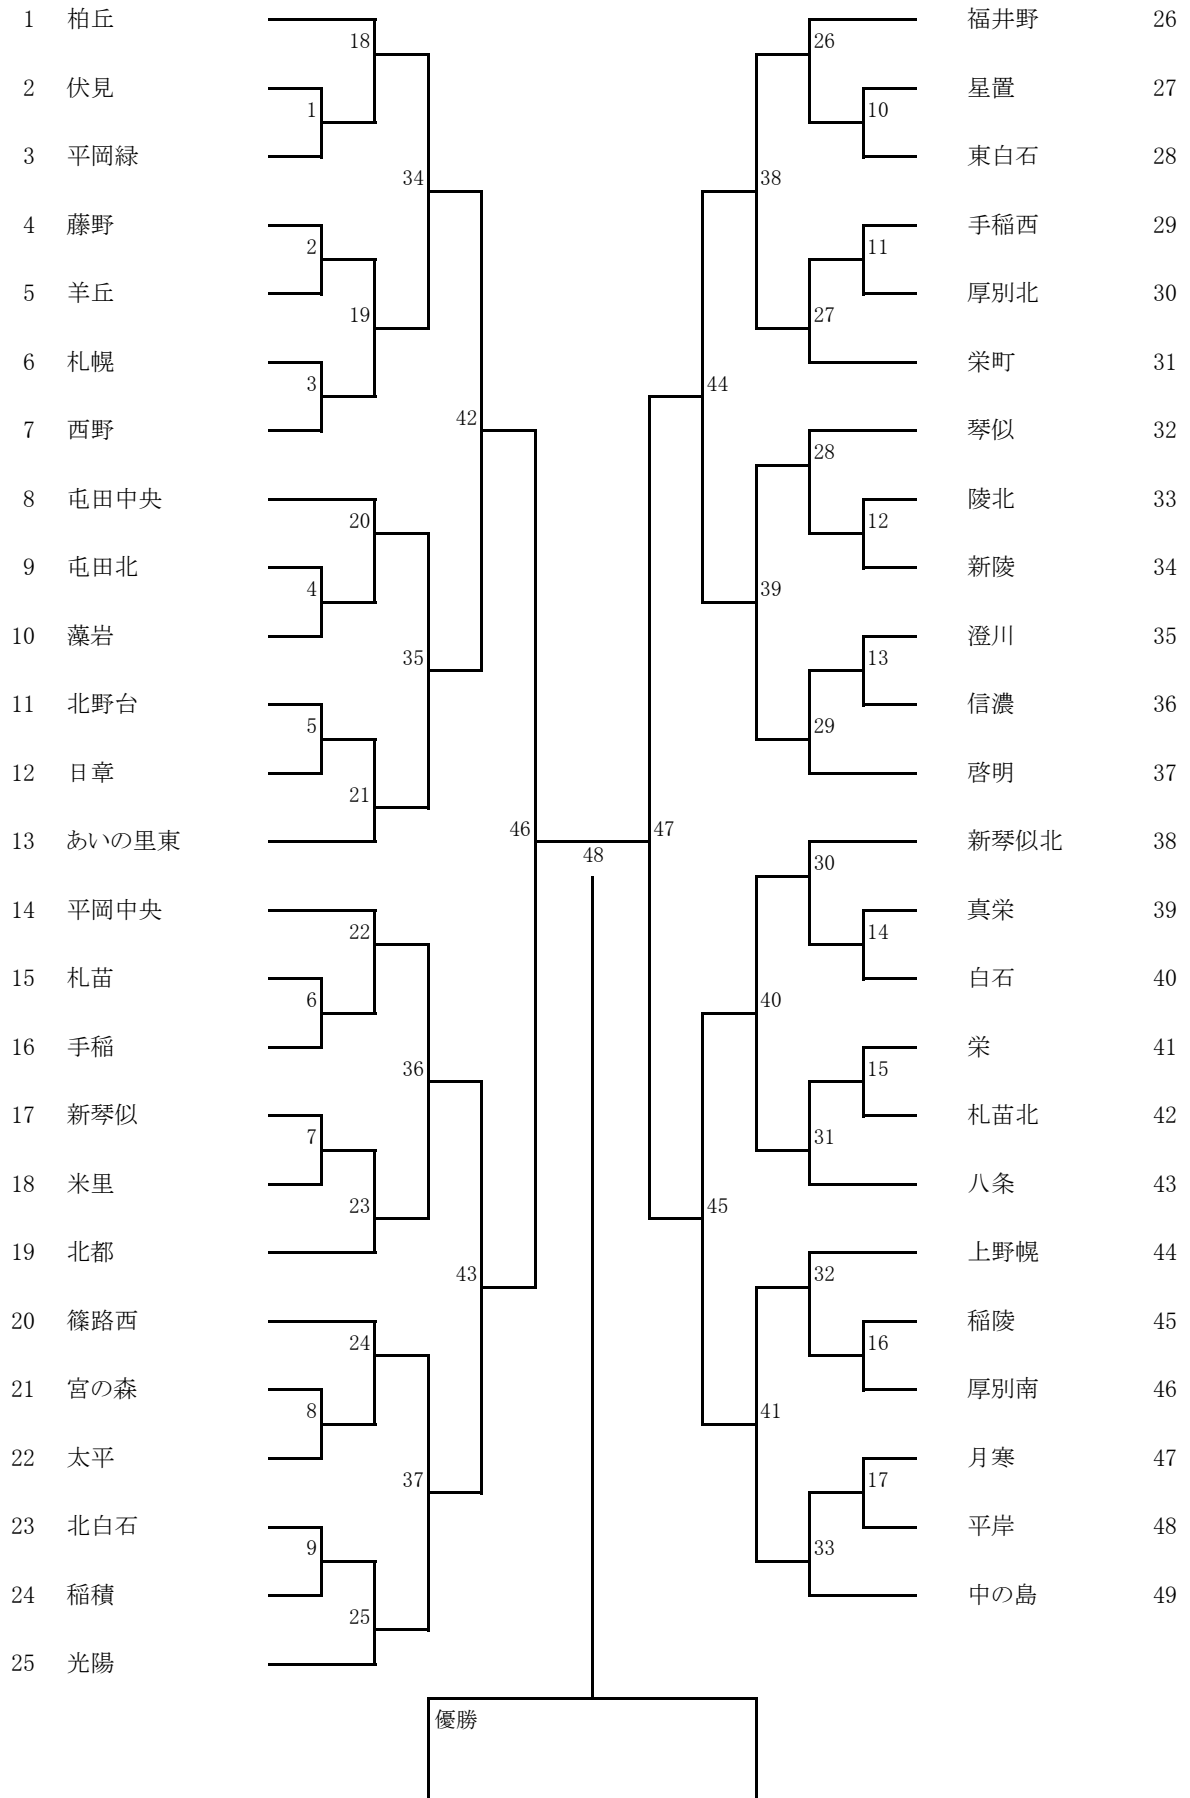 1 柏丘 18 26 福井野 26
2 伏見 1 星置 27
10
3 平岡緑 東白石 28
34 38
4 藤野 2 11 手稲西 29
5 羊丘 厚別北 30
19 27
6 札幌 3 栄町 31
44
7 西野 42 琴似 32
28
8 屯田中央 20 陵北 33
12
9 屯田北 4 新陵 34
39
10 藻岩 35 澄川 35
13
11 北野台 5 信濃 36
29
12 日章 啓明 37
21
13 あいの里東 46 48 47 新琴似北 38
30
14 平岡中央 22 真栄 39
14
15 札苗 6 白石 40
40
16 手稲 36 栄 41
15
17 新琴似 7 札苗北 42
31
18 米里 八条 43
23 45
19 北都 上野幌 44
43 32
20 篠路西 24 稲陵 45
16
21 宮の森 8 厚別南 46
41
22 太平 37 月寒 47
17
23 北白石 9 平岸 48
33
24 稲積 中の島 49
25
25 光陽
優勝